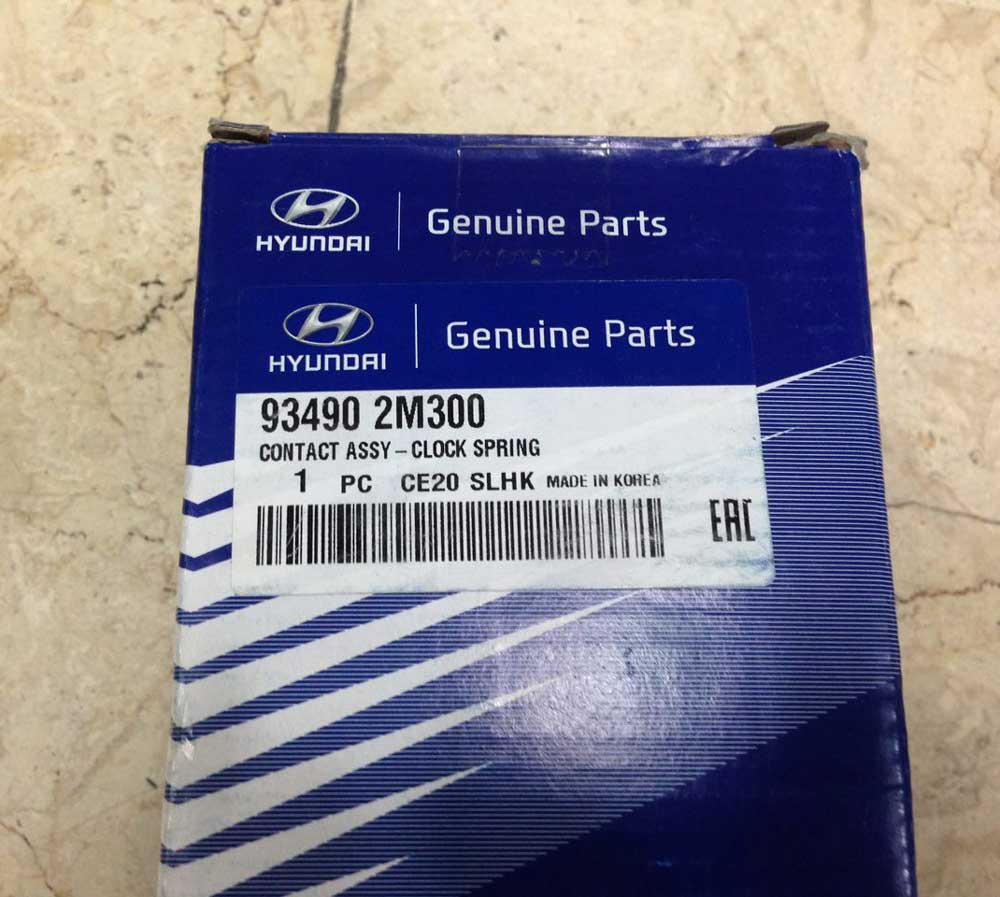 HYUNDAI Genuine Parts
HYUNDAI Genuine Parts
93490 2M300
CONTACT ASSY – CLOCK SPRING
1 PC CE20 SLHK MADE IN KOREA
EAC